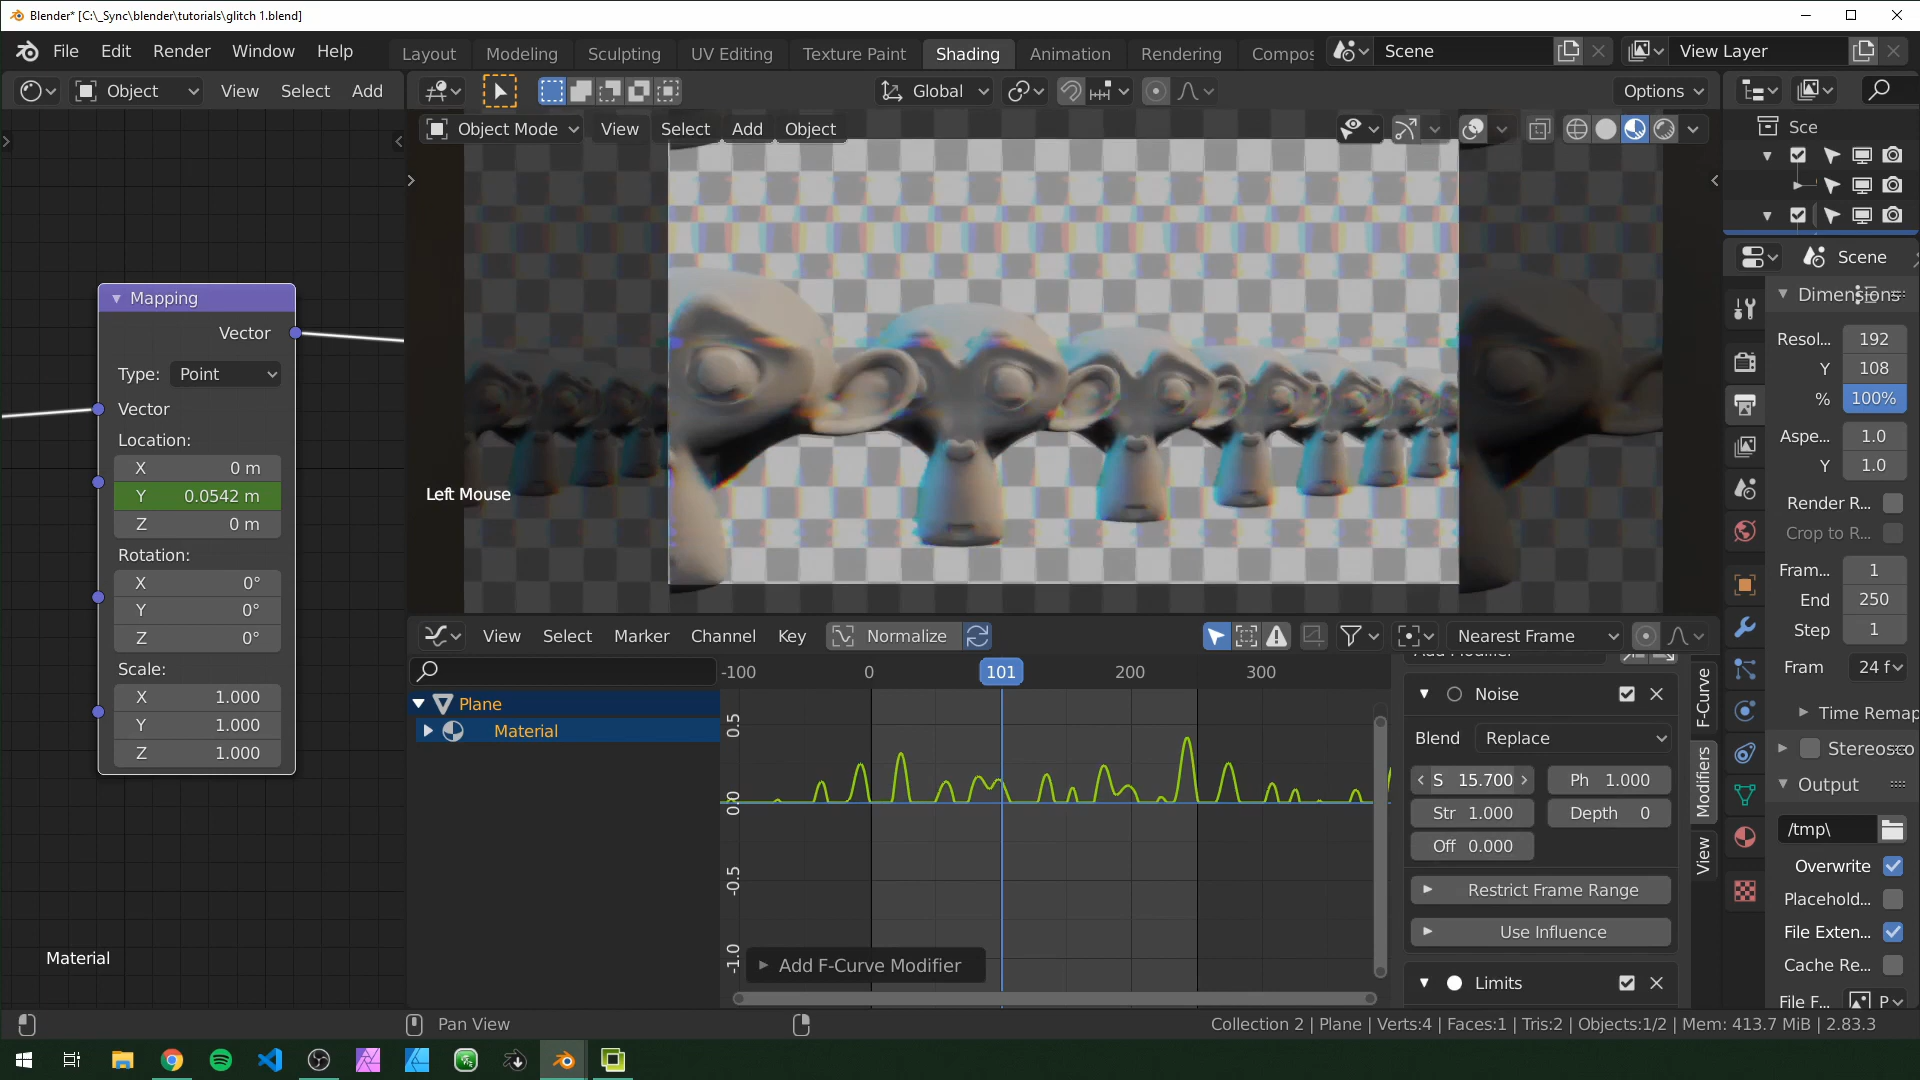 Blender* [C:\_Sync\blender\tutorials\glitch 1.blend]
File Edit Render Window Help Layout Modeling Sculpting UV Editing Texture Paint Shading Animation Rendering Compos Scene View Layer
Object View Select Add Global Options
Object Mode View Select Add Object
Sce
Scene
Mapping
Vector
Type: Point
Vector
Location:
X 0 m
Y 0.0542 m
Z 0 m
Rotation:
X 0°
Y 0°
Z 0°
Scale:
X 1.000
Y 1.000
Z 1.000
Material
Left Mouse
View Select Marker Channel Key Normalize Nearest Frame
-100 0 101 200 300
Plane
Material
0.5
0.0
-0.5
-1.0
Add F-Curve Modifier
Noise
Blend Replace
S 15.700 Ph 1.000
Str 1.000 Depth 0
Off 0.000
Restrict Frame Range
Use Influence
Limits
F-Curve
Modifiers
View
Dimensions
Resol... 192
Y 108
% 100%
Aspe... 1.0
Y 1.0
Render R...
Crop to R...
Fram... 1
End 250
Step 1
Fram 24 f
Time Remap
Stereosco
Output
/tmp\
Overwrite
Placehold...
File Exten...
Cache Re...
File F... P
Pan View
Collection 2 | Plane | Verts:4 | Faces:1 | Tris:2 | Objects:1/2 | Mem: 413.7 MiB | 2.83.3